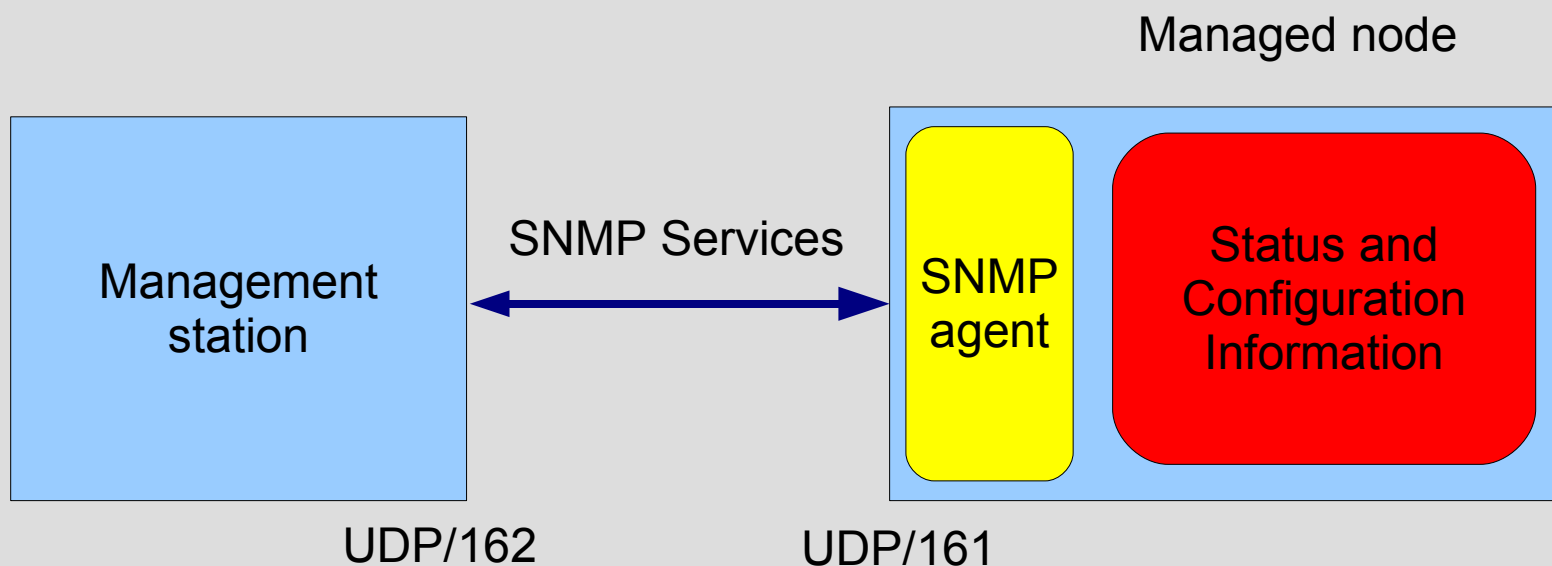 Managed node
Management
station
SNMP Services
SNMP
agent
Status and
Configuration
Information
UDP/162
UDP/161